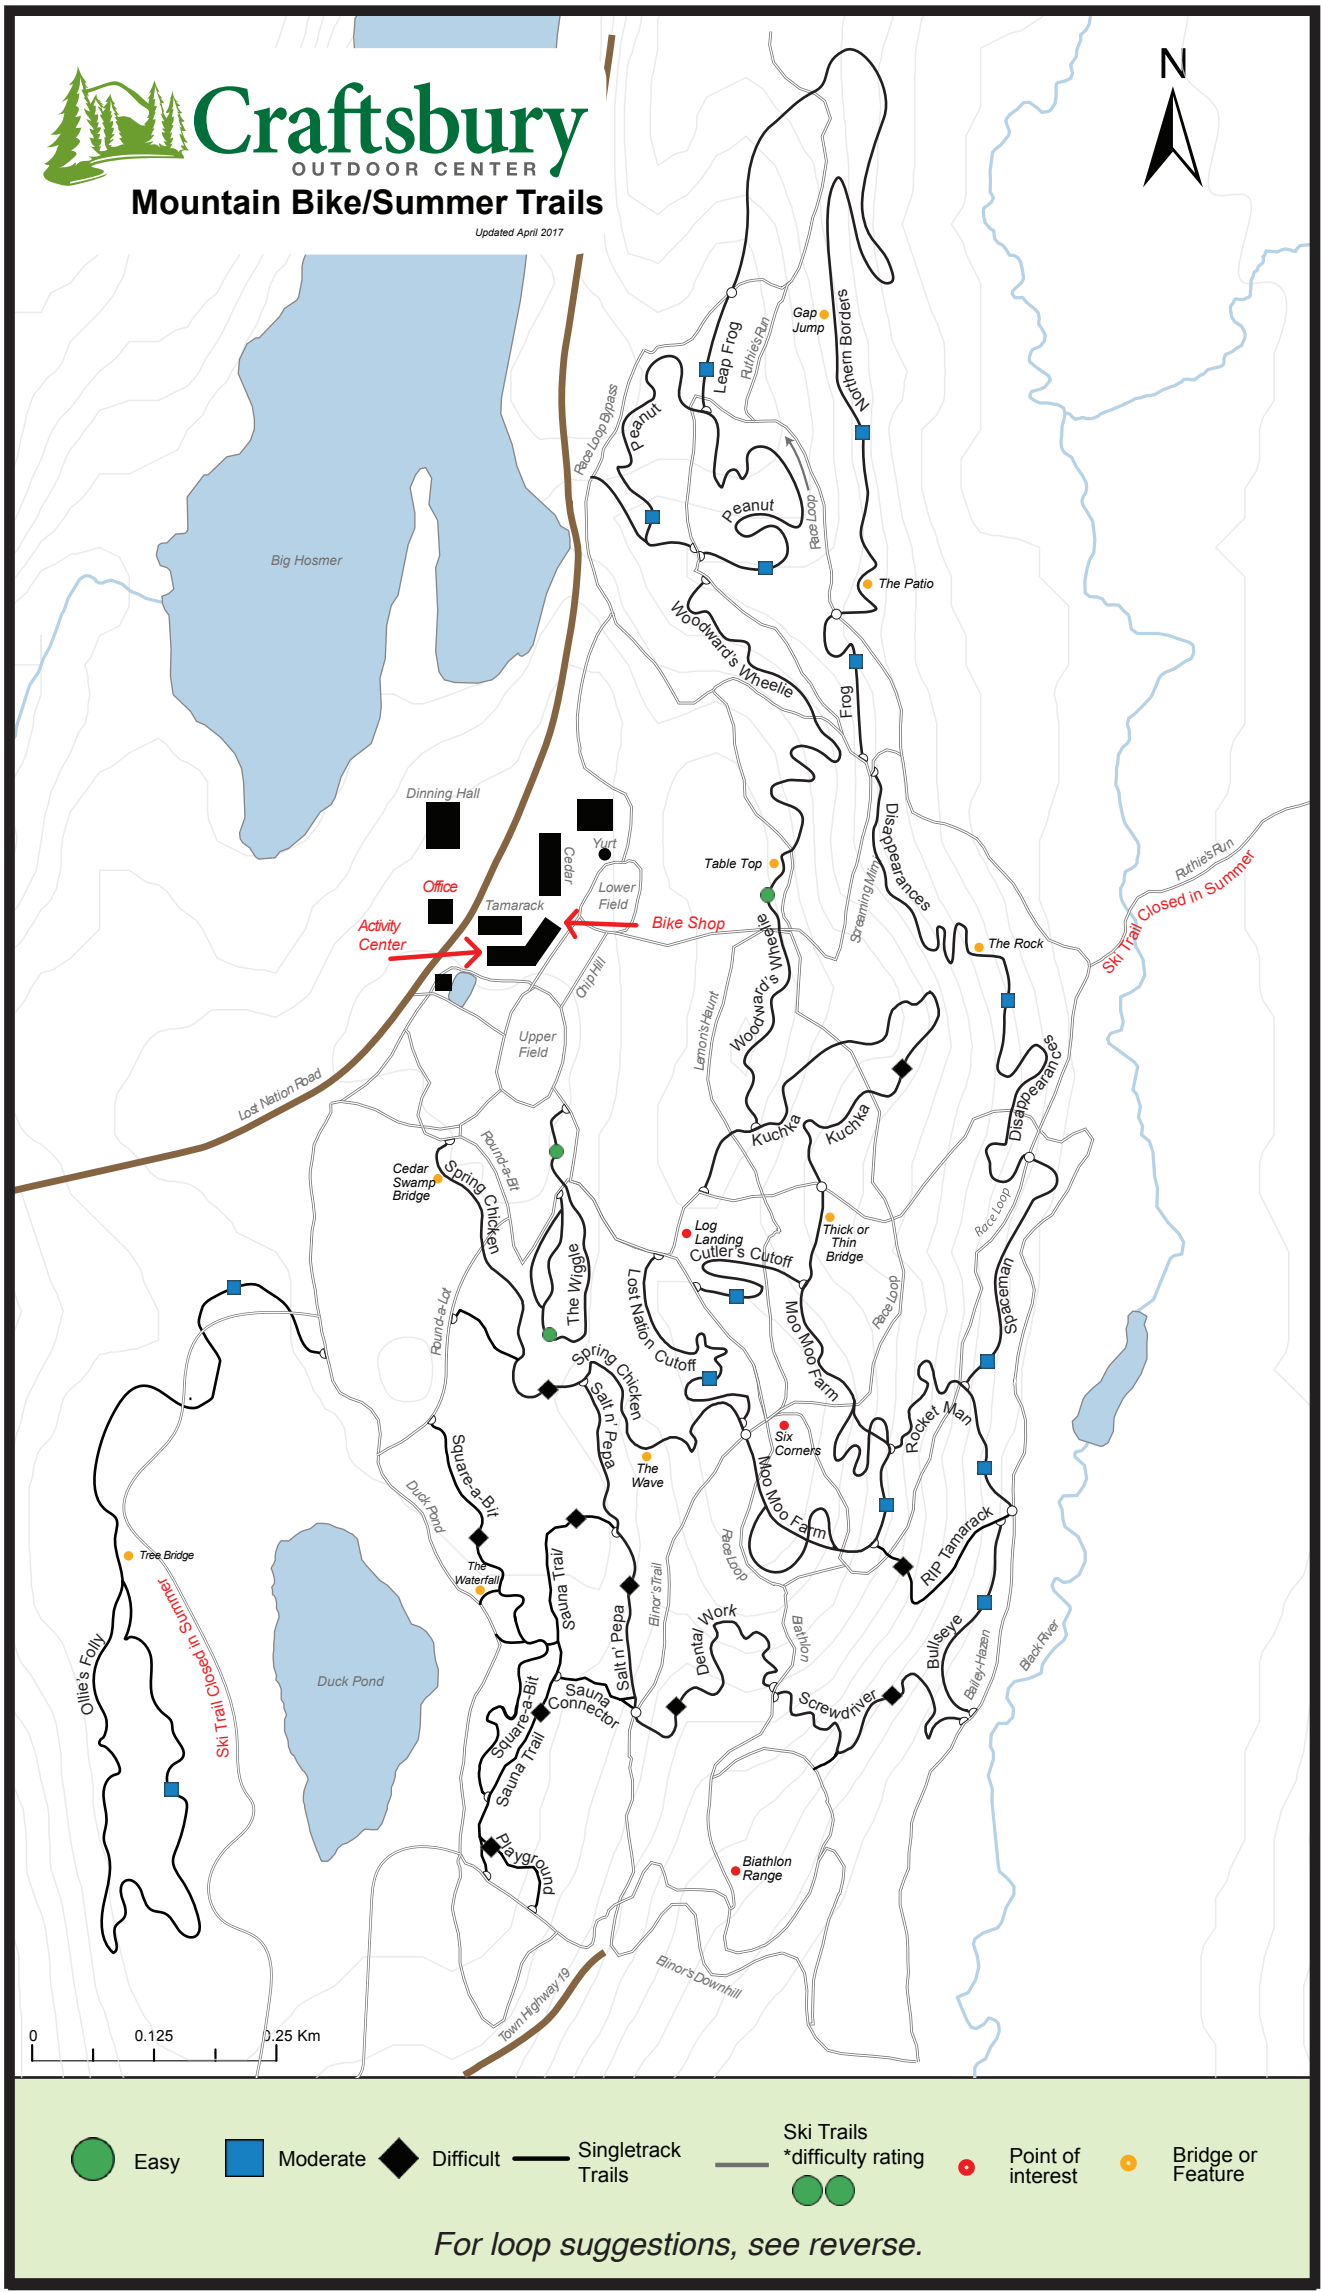 Craftsbury
OUTDOOR CENTER
Mountain Bike/Summer Trails
Updated April 2017
N
Gap
Jump
Northern Borders
Leap Frog
Ruthie's Run
Race Loop Bypass
Peanut
Peanut
Race Loop
Big Hosmer
The Patio
Woodward's Wheelie
Frog
Dinning Hall
Yurt
Cedar
Office
Tamarack
Lower
Field
Activity
Center
Bike Shop
Table Top
Disappearances
Screaming Mimi
Ruthie's Run
Ski Trail Closed in Summer
The Rock
Woodward's Wheelie
Chip Hill
Lemon's Haunt
Upper
Field
Lost Nation Road
Disappearances
Kuchka
Kuchka
Round-a-Bit
Cedar
Swamp
Bridge
Spring Chicken
Race Loop
Log
Landing
Thick or
Thin
Bridge
Cutler's Cutoff
The Wiggle
Lost Nation Cutoff
Moo Moo Farm
Race Loop
Spaceman
Round-a-Lot
Spring Chicken
Salt n' Pepa
Rocket Man
Six
Corners
The
Wave
Square-a-Bit
Duck Pond
Moo Moo Farm
Race Loop
RIP Tamarack
Tree Bridge
The
Waterfall
Sauna Trail/
Elinor's Trail
Salt n' Pepa
Dental Work
Biathlon
Bullseye
Bailey-Hazen
Black River
Ollie's Folly
Ski Trail Closed in Summer
Duck Pond
Square-a-Bit
Sauna
Connector
Screwdriver
Sauna Trail
Playground
Biathlon
Range
Elinor's Downhill
Town Highway 19
0
0.125
0.25 Km
Easy
Moderate
Difficult
Singletrack
Trails
Ski Trails
*difficulty rating
Point of
interest
Bridge or
Feature
For loop suggestions, see reverse.